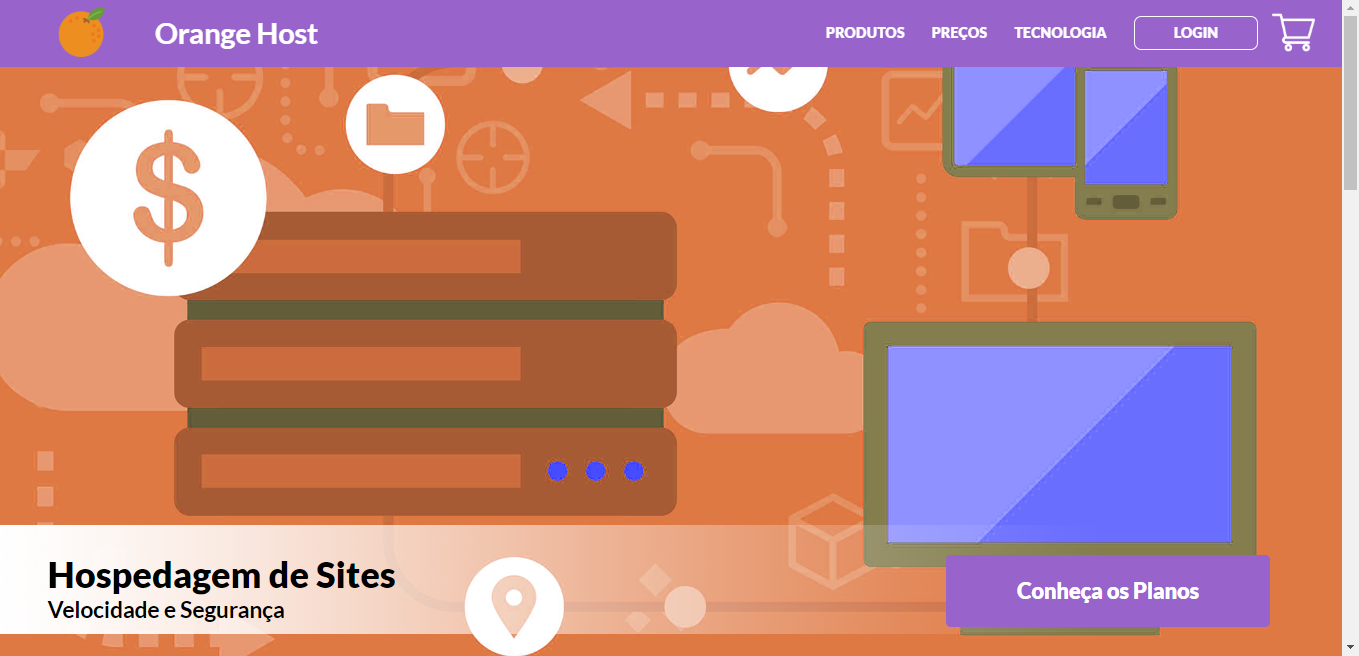 Orange Host
PRODUTOS PREÇOS TECNOLOGIA LOGIN
$
Hospedagem de Sites
Velocidade e Segurança
Conheça os Planos